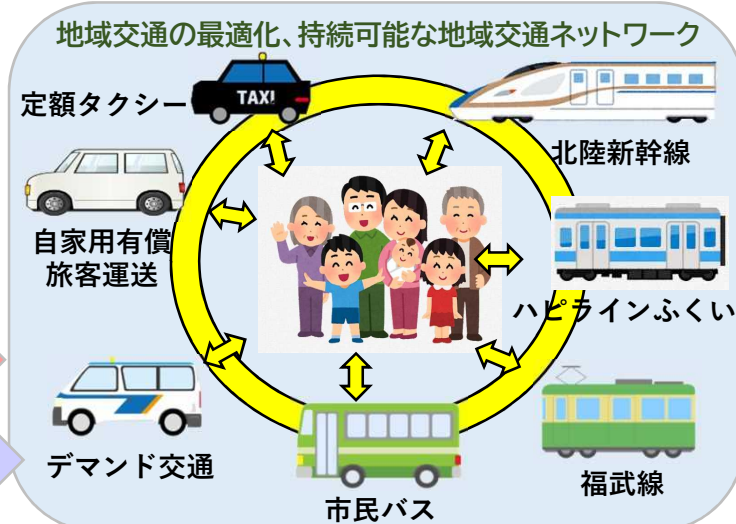 地域交通の最適化、持続可能な地域交通ネットワーク
定額タクシー
TAXI
北陸新幹線
自家用有償
旅客運送
ハピラインふくい
デマンド交通
福武線
市民バス